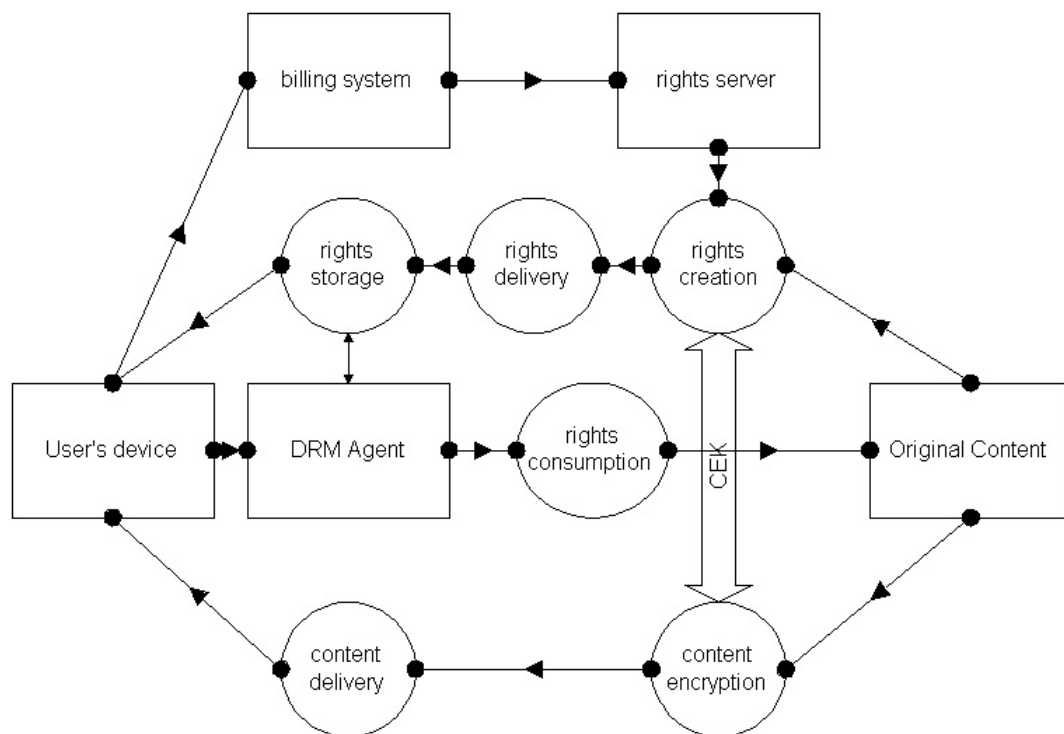 billing system
rights server
rights
storage
rights
delivery
rights
creation
User's device
DRM Agent
rights
consumption
CEK
Original Content
content
delivery
content
encryption